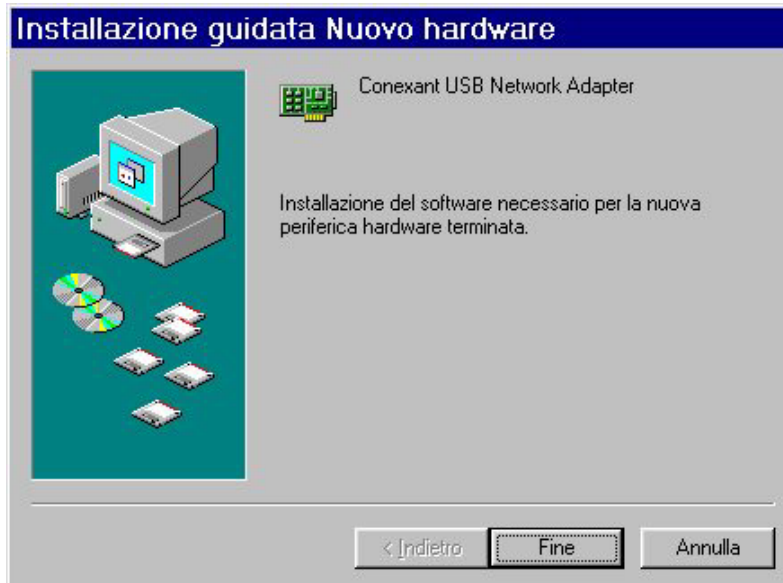 Installazione guidata Nuovo hardware
Conexant USB Network Adapter
Installazione del software necessario per la nuova
periferica hardware terminata.
< Indietro
Fine
Annulla